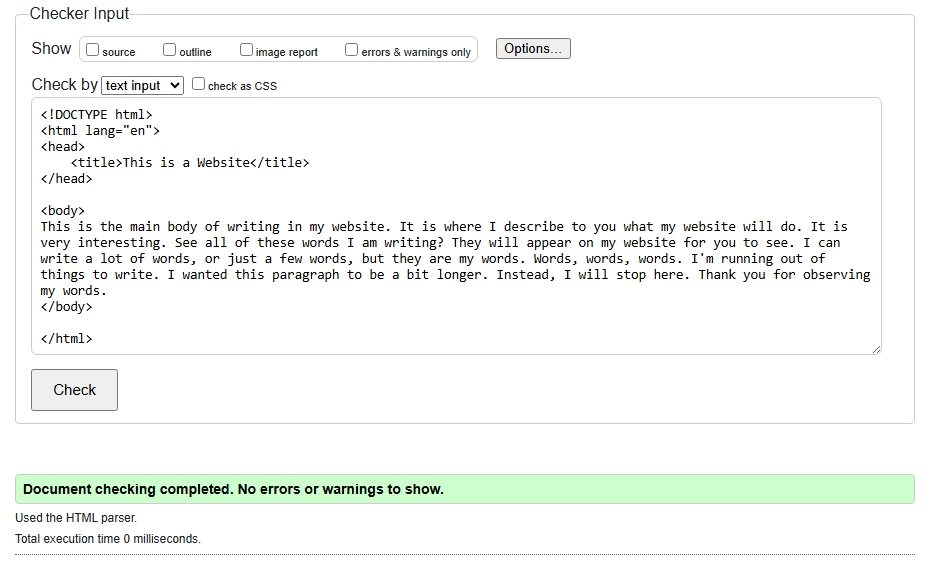 Checker Input
Show source outline image report errors & warnings only Options...
Check by text input check as CSS
<!DOCTYPE html>
<html lang="en">
<head>
    <title>This is a Website</title>
</head>

<body>
This is the main body of writing in my website. It is where I describe to you what my website will do. It is
very interesting. See all of these words I am writing? They will appear on my website for you to see. I can
write a lot of words, or just a few words, but they are my words. Words, words, words. I'm running out of
things to write. I wanted this paragraph to be a bit longer. Instead, I will stop here. Thank you for observing
my words.
</body>

</html>
Check
Document checking completed. No errors or warnings to show.
Used the HTML parser.
Total execution time 0 milliseconds.